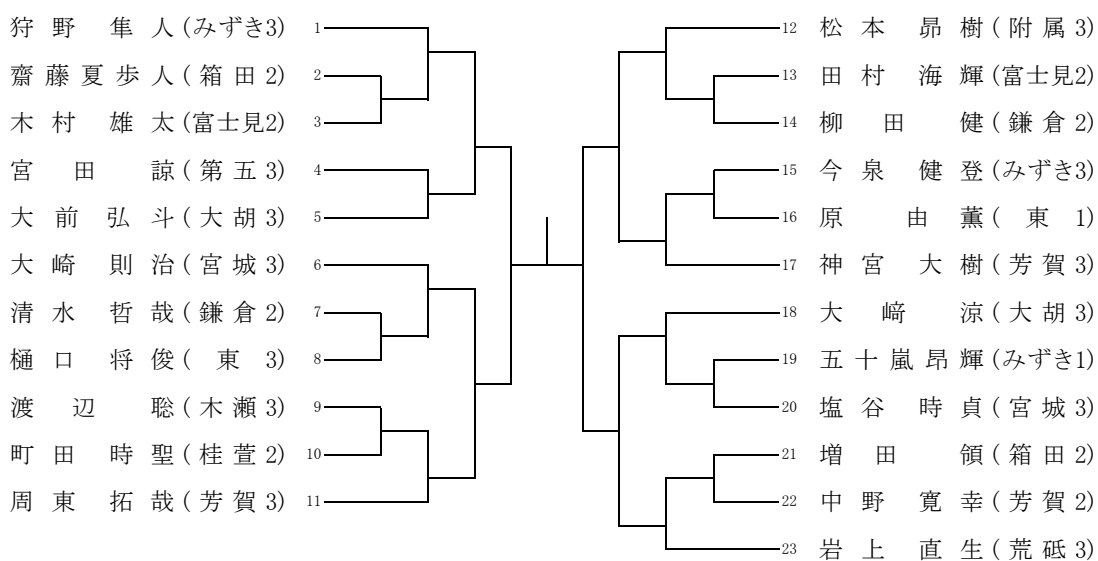 狩野隼人(みずき3) 1
齋藤夏歩人(箱田2) 2
木村雄太(富士見2) 3
宮田諒(第五3) 4
大前弘斗(大胡3) 5
大崎則治(宮城3) 6
清水哲哉(鎌倉2) 7
樋口将俊(東3) 8
渡辺聡(木瀬3) 9
町田時聖(桂萱2) 10
周東拓哉(芳賀3) 11
12 松本昴樹(附属3)
13 田村海輝(富士見2)
14 柳田健(鎌倉2)
15 今泉健登(みずき3)
16 原由薫(東1)
17 神宮大樹(芳賀3)
18 大﨑涼(大胡3)
19 五十嵐昂輝(みずき1)
20 塩谷時貞(宮城3)
21 増田領(箱田2)
22 中野寛幸(芳賀2)
23 岩上直生(荒砥3)